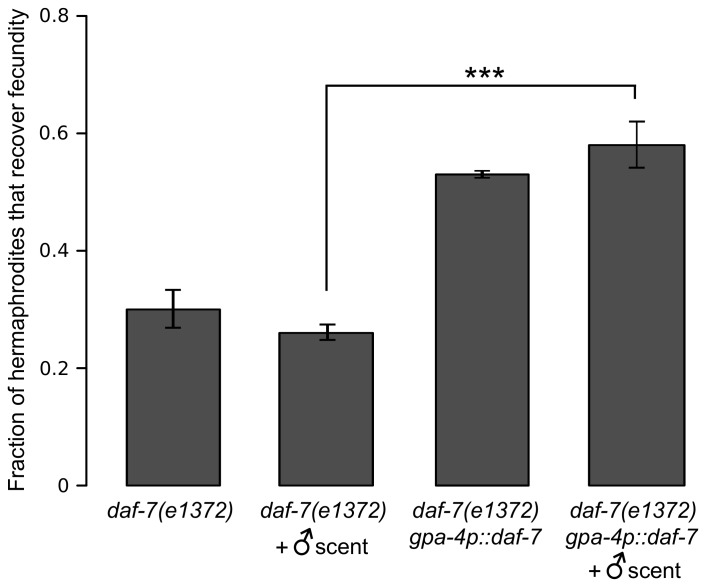 Fraction of hermaphrodites that recover fecundity
0.8
0.6
0.4
0.2
0
***
daf-7(e1372)
daf-7(e1372)
+ ♂ scent
daf-7(e1372)
gpa-4p::daf-7
daf-7(e1372)
gpa-4p::daf-7
+ ♂ scent